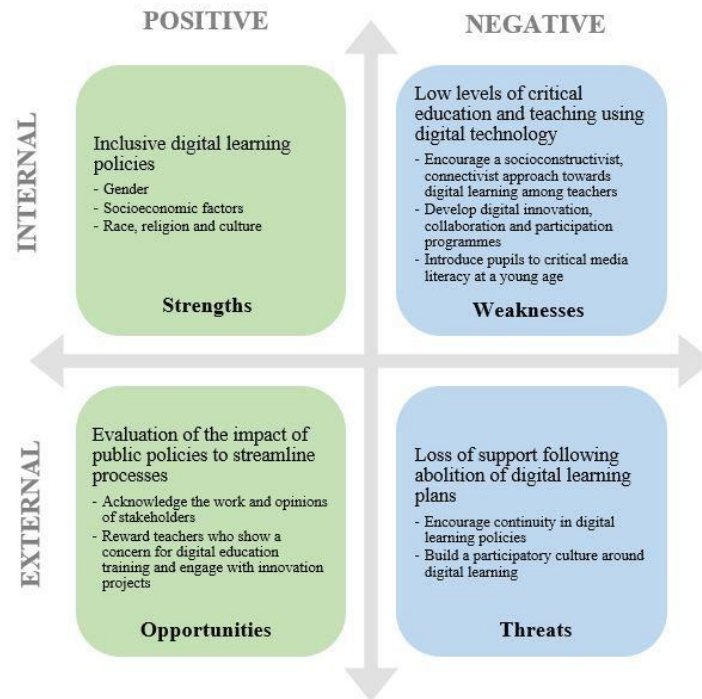 POSITIVE
NEGATIVE
INTERNAL
Inclusive digital learning
policies
- Gender
- Socioeconomic factors
- Race, religion and culture
Strengths
Low levels of critical
education and teaching using
digital technology
- Encourage a socioconstructivist,
connectivist approach towards
digital learning among teachers
- Develop digital innovation,
collaboration and participation
programmes
- Introduce pupils to critical media
literacy at a young age
Weaknesses
EXTERNAL
Evaluation of the impact of
public policies to streamline
processes
- Acknowledge the work and opinions
of stakeholders
- Reward teachers who show a
concern for digital education
training and engage with innovation
projects
Opportunities
Loss of support following
abolition of digital learning
plans
- Encourage continuity in digital
learning policies
- Build a participatory culture around
digital learning
Threats